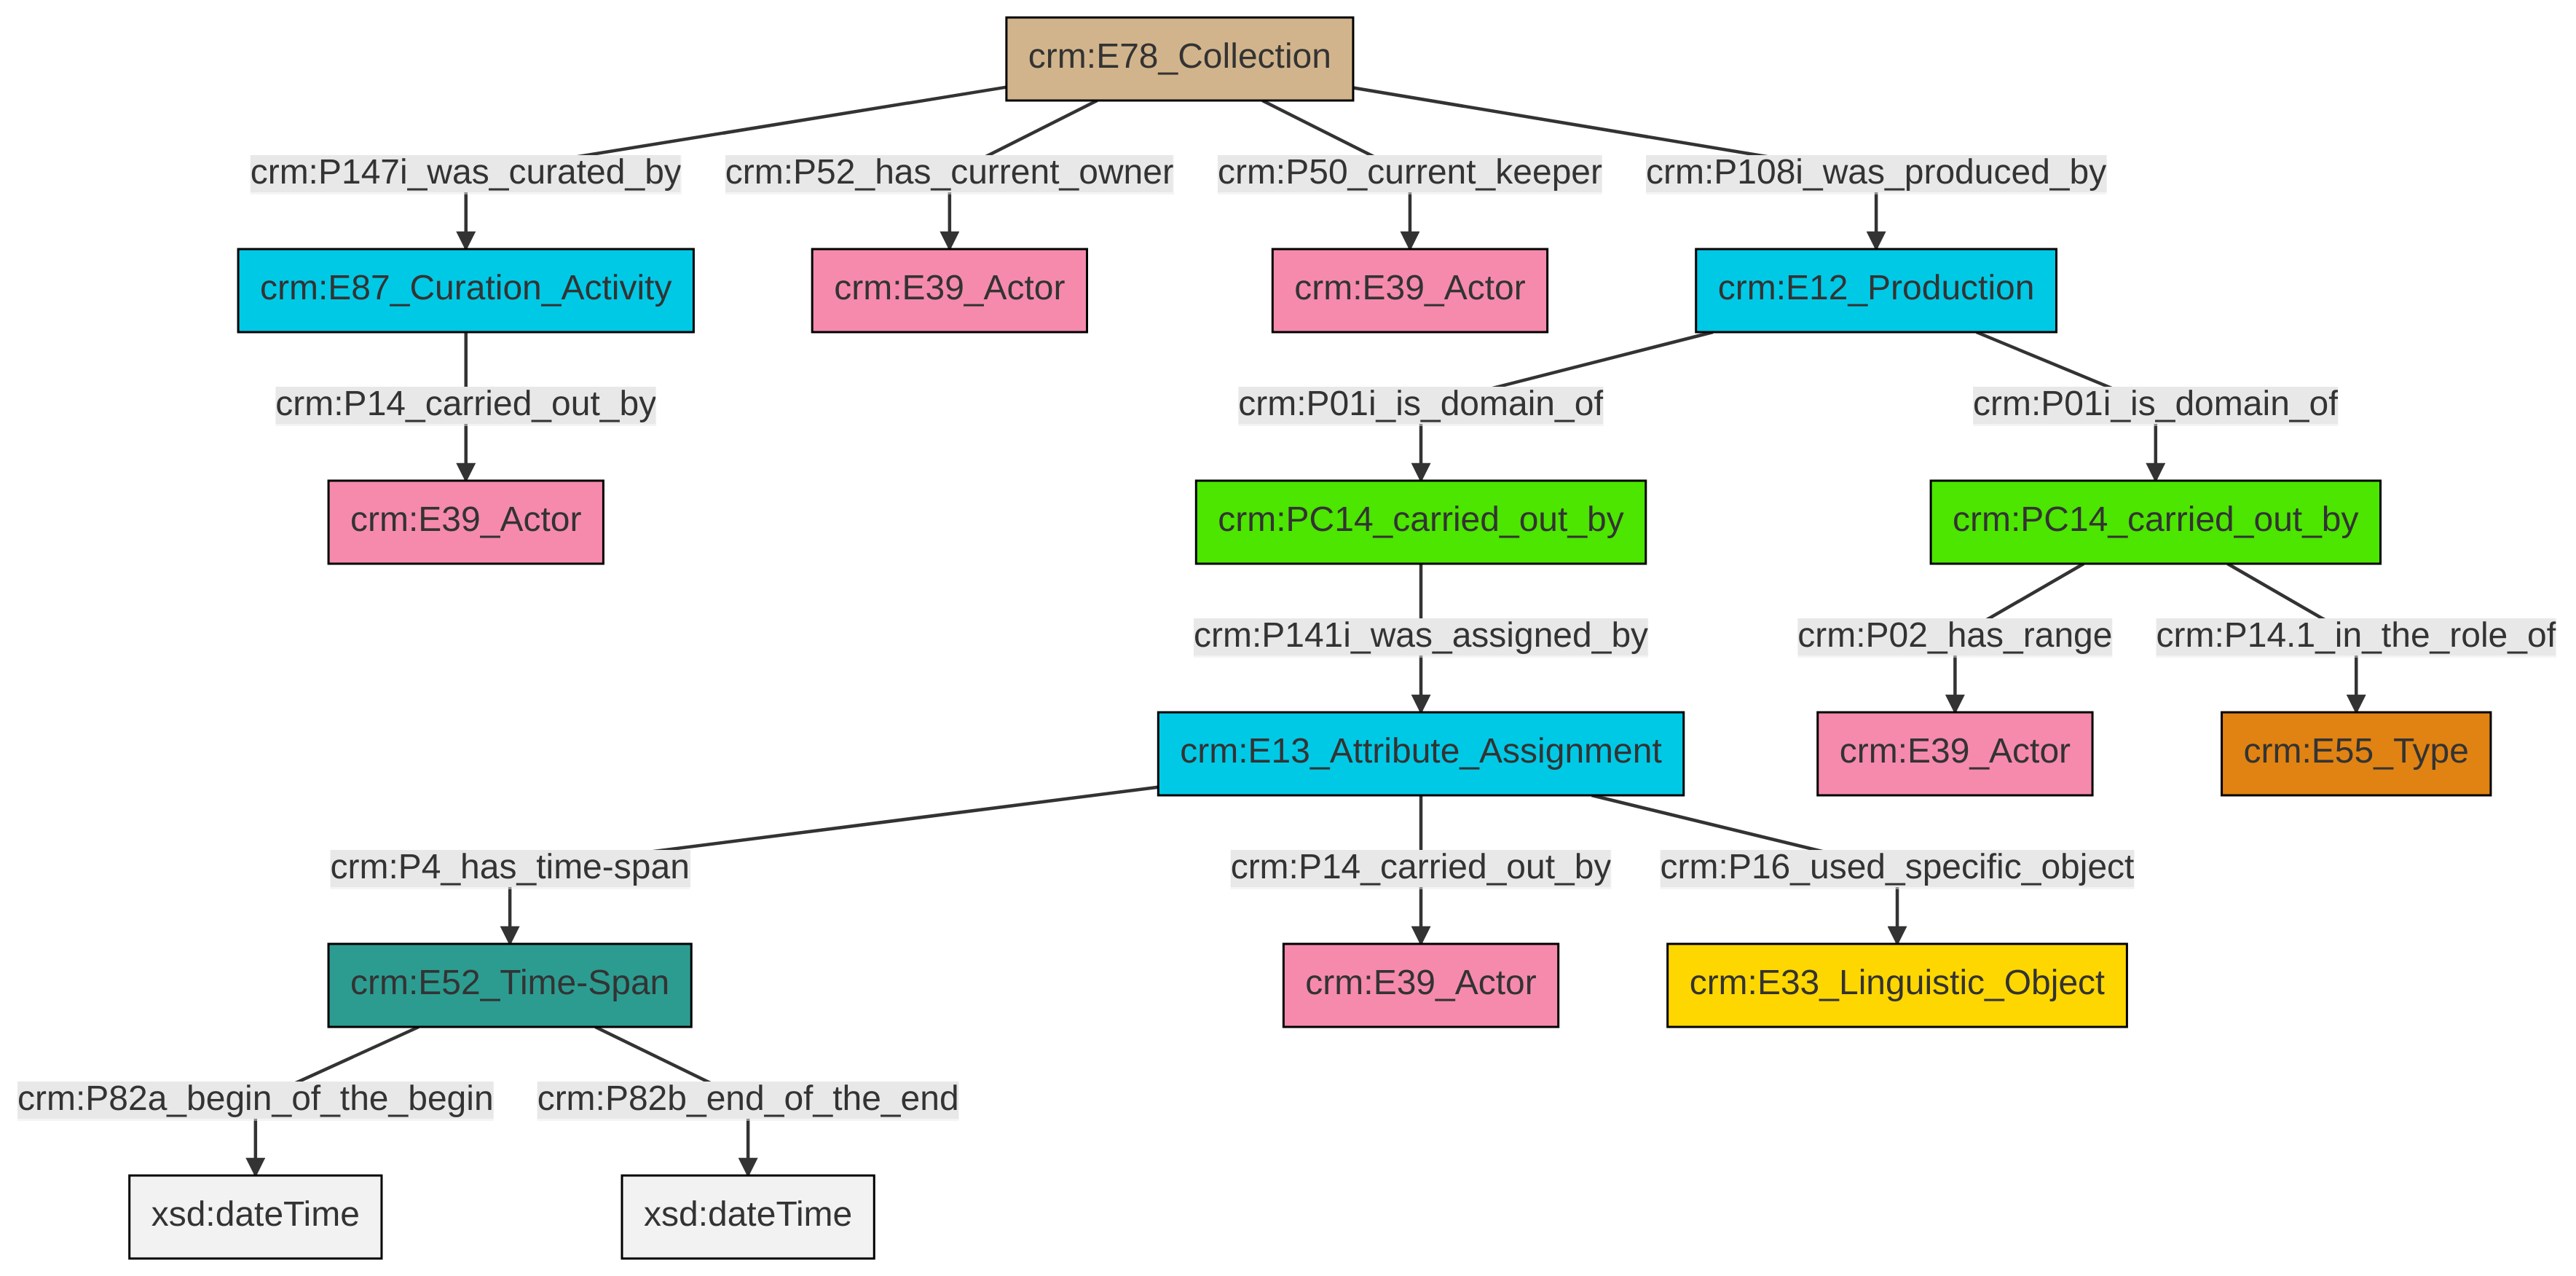 crm:E78_Collection
crm:P147i_was_curated_by
crm:P52_has_current_owner
crm:P50_current_keeper
crm:P108i_was_produced_by
crm:E87_Curation_Activity
crm:E39_Actor
crm:E39_Actor
crm:E12_Production
crm:P14_carried_out_by
crm:P01i_is_domain_of
crm:P01i_is_domain_of
crm:E39_Actor
crm:PC14_carried_out_by
crm:PC14_carried_out_by
crm:P141i_was_assigned_by
crm:P02_has_range
crm:P14.1_in_the_role_of
crm:E13_Attribute_Assignment
crm:E39_Actor
crm:E55_Type
crm:P4_has_time-span
crm:P14_carried_out_by
crm:P16_used_specific_object
crm:E52_Time-Span
crm:E39_Actor
crm:E33_Linguistic_Object
crm:P82a_begin_of_the_begin
crm:P82b_end_of_the_end
xsd:dateTime
xsd:dateTime